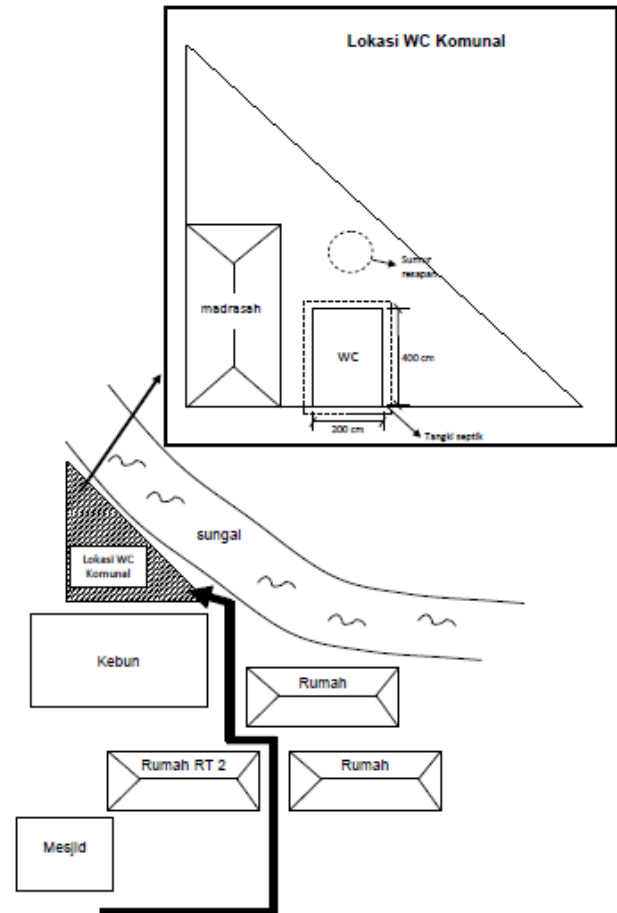 Lokasi WC Komunal
Sumur
resapan
madrasah
WC
400 cm
200 cm
Tangki septik
sungai
Lokasi WC
Komunal
Kebun
Rumah
Rumah RT 2
Rumah
Mesjid